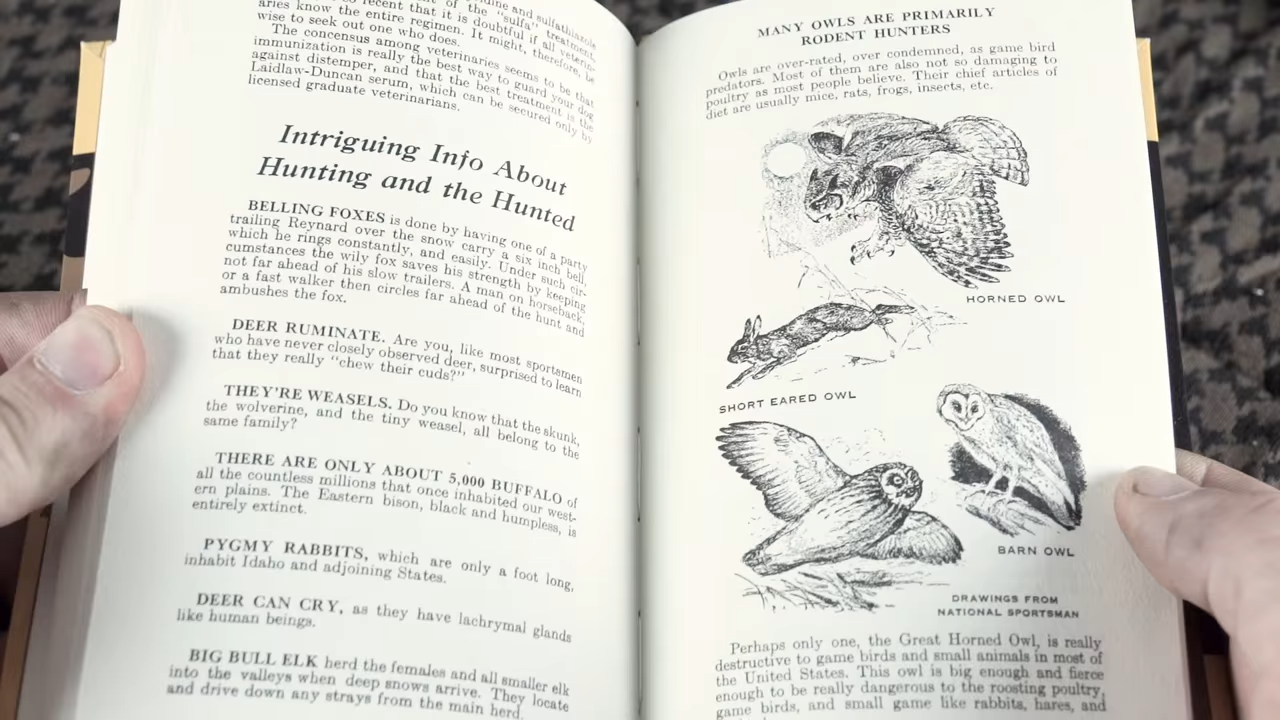 and sulfathiazole
of the "sulfa" treatment,
recent that it is doubtful if all veterin-
aries know the entire regimen. It might, therefore, be
wise to seek out one who does.
The concensus among veterinaries seems to be that
immunization is really the best way to guard your dog
against distemper, and that the best treatment is the
Laidlaw-Duncan serum, which can be secured only by
licensed graduate veterinarians.
Intriguing Info About
Hunting and the Hunted
BELLING FOXES is done by having one of a party
trailing Reynard over the snow carry a six inch bell,
which he rings constantly, and easily. Under such cir-
cumstances the wily fox saves his strength by keeping
not far ahead of his slow trailers. A man on horseback,
or a fast walker then circles far ahead of the hunt and
ambushes the fox.
DEER RUMINATE. Are you, like most sportsmen
who have never closely observed deer, surprised to learn
that they really "chew their cuds?"
THEY'RE WEASELS. Do you know that the skunk,
the wolverine, and the tiny weasel, all belong to the
same family?
THERE ARE ONLY ABOUT 5,000 BUFFALO of
all the countless millions that once inhabited our west-
ern plains. The Eastern bison, black and humpless, is
entirely extinct.
PYGMY RABBITS, which are only a foot long,
inhabit Idaho and adjoining States.
DEER CAN CRY, as they have lachrymal glands
like human beings.
BIG BULL ELK herd the females and all smaller elk
into the valleys when deep snows arrive. They locate
and drive down any strays from the main herd.
MANY OWLS ARE PRIMARILY
RODENT HUNTERS
Owls are over-rated, over condemned, as game bird
predators. Most of them are also not so damaging to
poultry as most people believe. Their chief articles of
diet are usually mice, rats, frogs, insects, etc.
HORNED OWL
SHORT EARED OWL
BARN OWL
DRAWINGS FROM
NATIONAL SPORTSMAN
Perhaps only one, the Great Horned Owl, is really
destructive to game birds and small animals in most of
the United States. This owl is big enough and fierce
enough to be really dangerous to the roosting poultry,
game birds, and small game like rabbits, hares, and